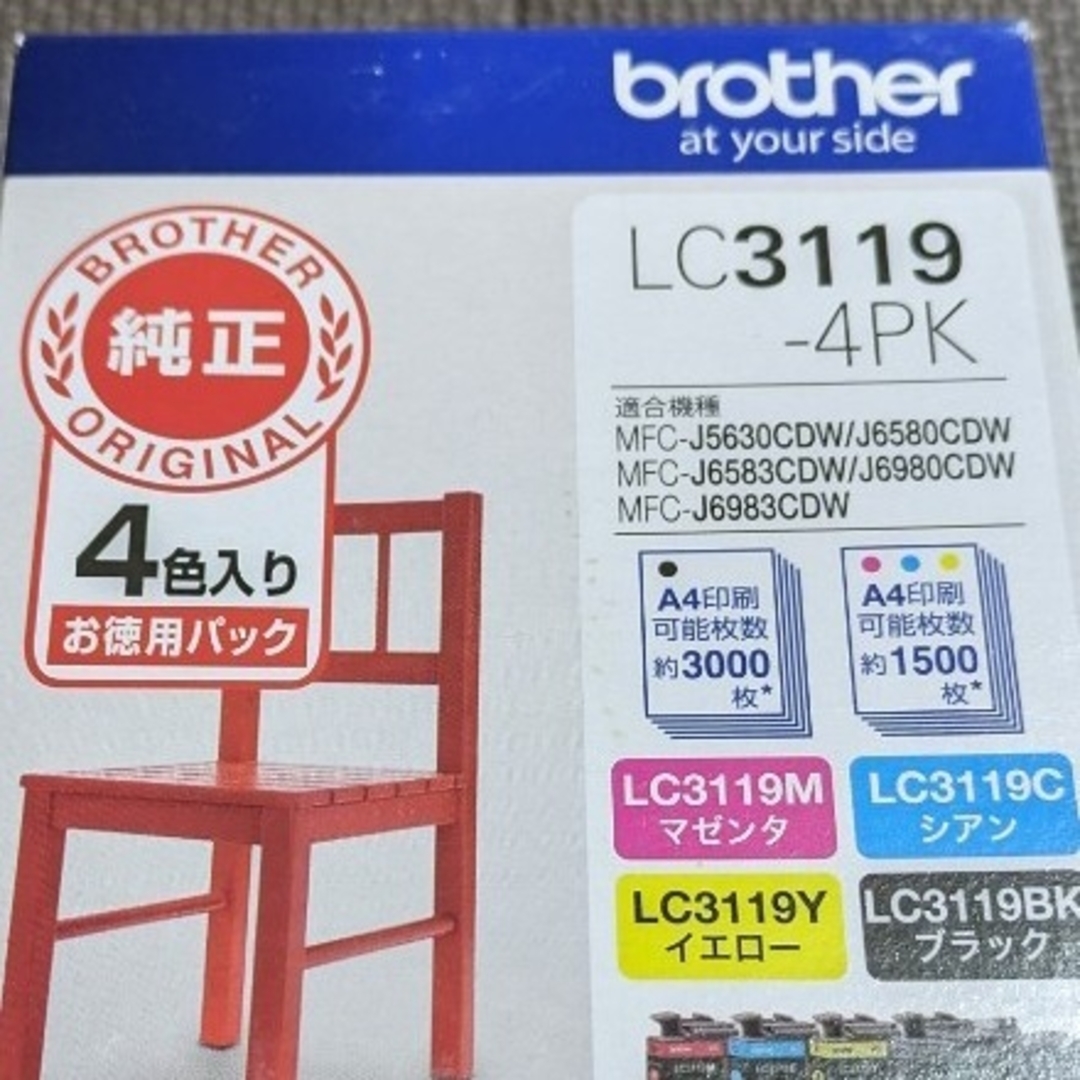 brother
at your side
BROTHER
純正
ORIGINAL
4色入り
お徳用パック
LC3119
-4PK
適合機種
MFC-J5630CDW/J6580CDW
MFC-J6583CDW/J6980CDW
MFC-J6983CDW
A4印刷
可能枚数
約3000
枚*
A4印刷
可能枚数
約1500
枚*
LC3119M
マゼンタ
LC3119C
シアン
LC3119Y
イエロー
LC3119BK
ブラック